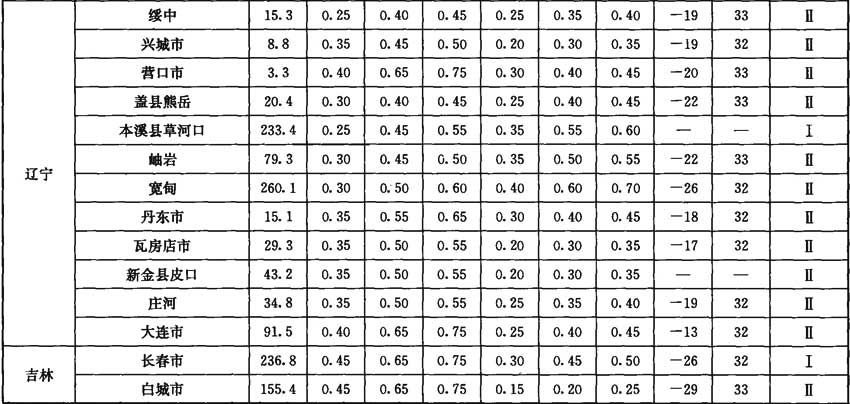 辽宁
绥中 15.3 0.25 0.40 0.45 0.25 0.35 0.40 -19 33 Ⅱ
兴城市 8.8 0.35 0.45 0.50 0.20 0.30 0.35 -19 32 Ⅱ
营口市 3.3 0.40 0.65 0.75 0.30 0.40 0.45 -20 33 Ⅱ
盖县熊岳 20.4 0.30 0.40 0.45 0.25 0.40 0.45 -22 33 Ⅱ
本溪县草河口 233.4 0.25 0.45 0.55 0.35 0.55 0.60 — — Ⅰ
岫岩 79.3 0.30 0.45 0.50 0.35 0.50 0.55 -22 33 Ⅱ
宽甸 260.1 0.30 0.50 0.60 0.40 0.60 0.70 -26 32 Ⅱ
丹东市 15.1 0.35 0.55 0.65 0.30 0.40 0.45 -18 32 Ⅱ
瓦房店市 29.3 0.35 0.50 0.55 0.20 0.30 0.35 -17 32 Ⅱ
新金县皮口 43.2 0.35 0.50 0.55 0.20 0.30 0.35 — — Ⅱ
庄河 34.8 0.35 0.50 0.55 0.25 0.35 0.40 -19 32 Ⅱ
大连市 91.5 0.40 0.65 0.75 0.25 0.40 0.45 -13 32 Ⅱ
吉林
长春市 236.8 0.45 0.65 0.75 0.30 0.45 0.50 -26 32 Ⅰ
白城市 155.4 0.45 0.65 0.75 0.15 0.20 0.25 -29 33 Ⅱ